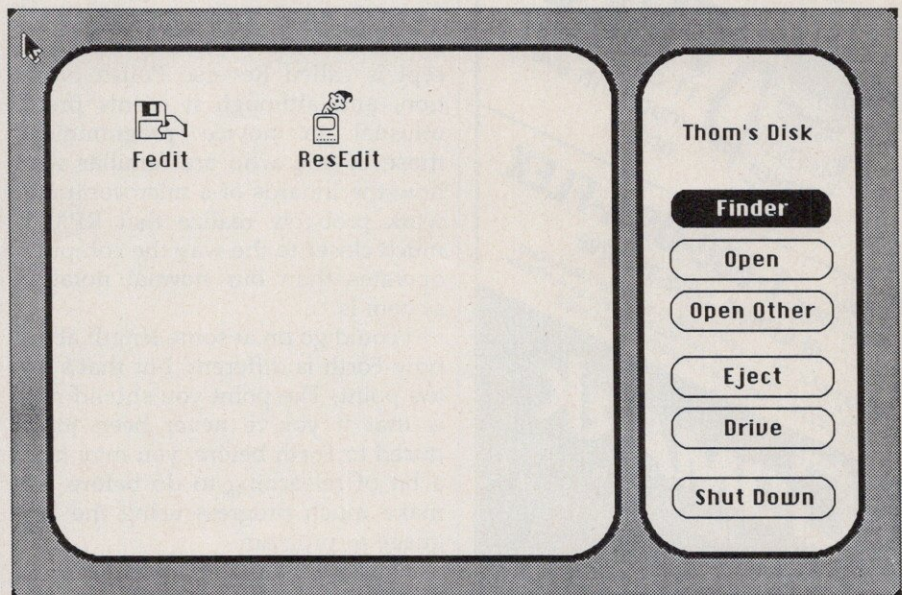 Fedit
ResEdit
Thom's Disk
Finder
Open
Open Other
Eject
Drive
Shut Down